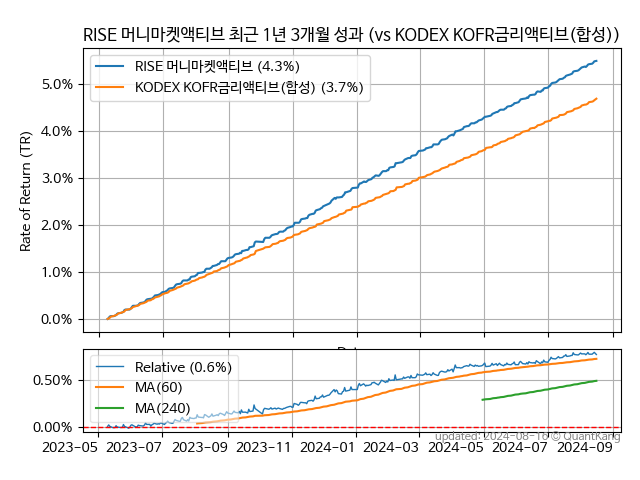 RISE 머니마켓액티브 최근 1년 3개월 성과 (vs KODEX KOFR금리액티브(합성))
RISE 머니마켓액티브 (4.3%)
KODEX KOFR금리액티브(합성) (3.7%)
Rate of Return (TR)
5.0%
4.0%
3.0%
2.0%
1.0%
0.0%
Relative (0.6%)
MA(60)
MA(240)
0.50%
0.00%
2023-05 2023-07 2023-09 2023-11 2024-01 2024-03 2024-05 2024-07 2024-09
updated: 2024-08-16 © QuantKang